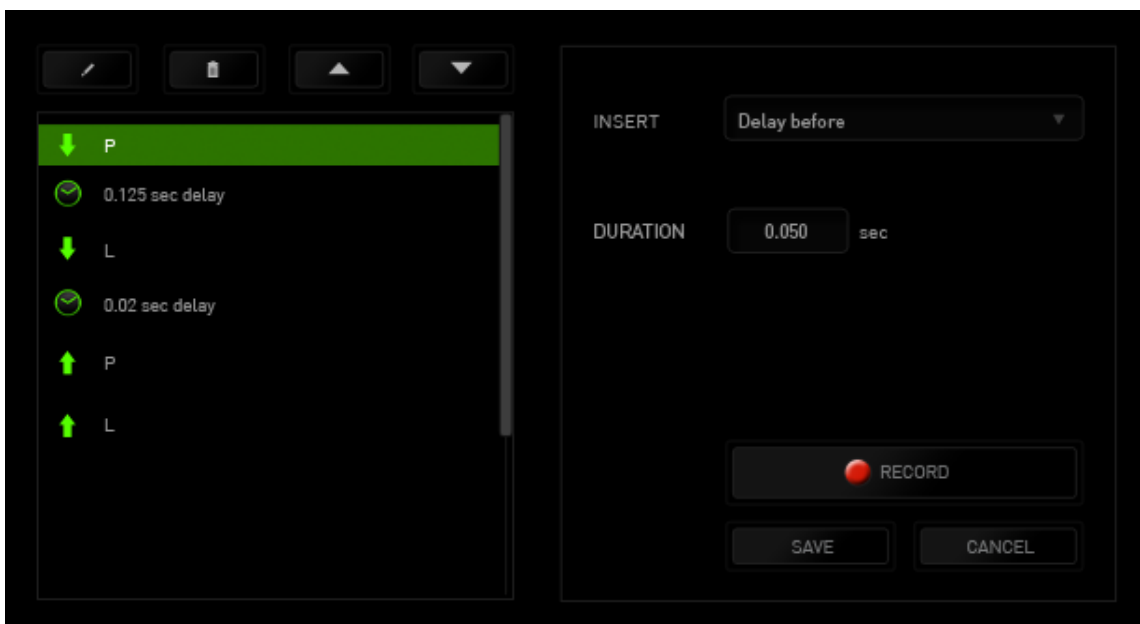 P
0.125 sec delay
L
0.02 sec delay
P
L
INSERT Delay before
DURATION 0.050 sec
RECORD
SAVE CANCEL